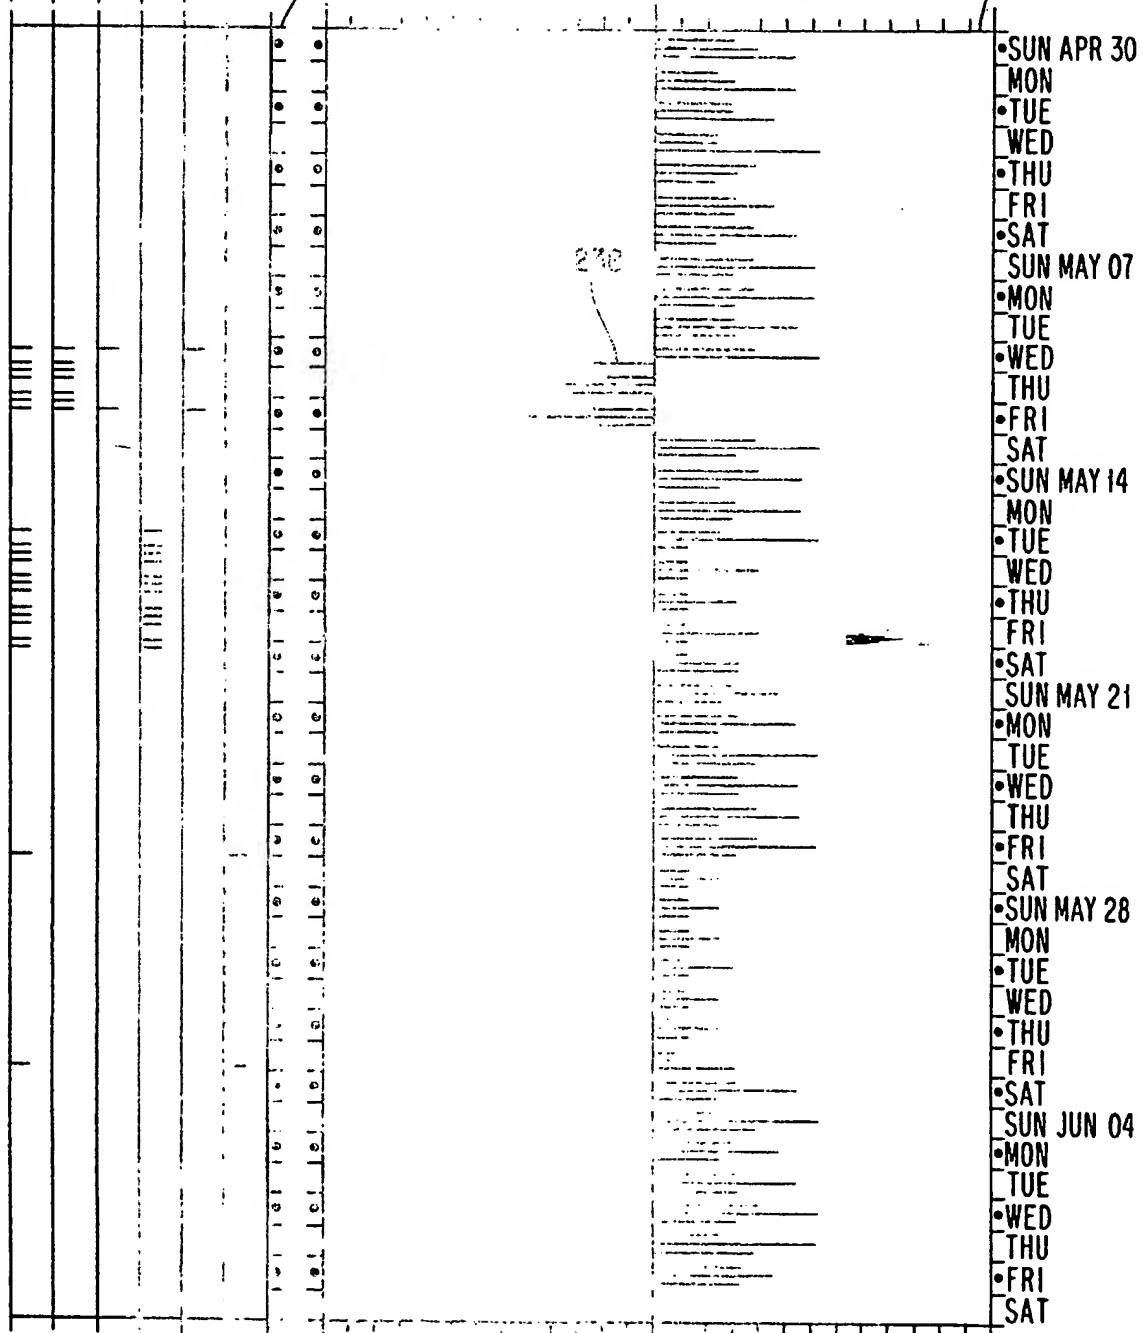 •SUN APR 30
MON
•TUE
WED
•THU
FRI
•SAT
SUN MAY 07
•MON
TUE
•WED
THU
•FRI
SAT
•SUN MAY 14
MON
•TUE
WED
•THU
FRI
•SAT
SUN MAY 21
•MON
TUE
•WED
THU
•FRI
SAT
•SUN MAY 28
MON
•TUE
WED
•THU
FRI
•SAT
SUN JUN 04
•MON
TUE
•WED
THU
•FRI
SAT